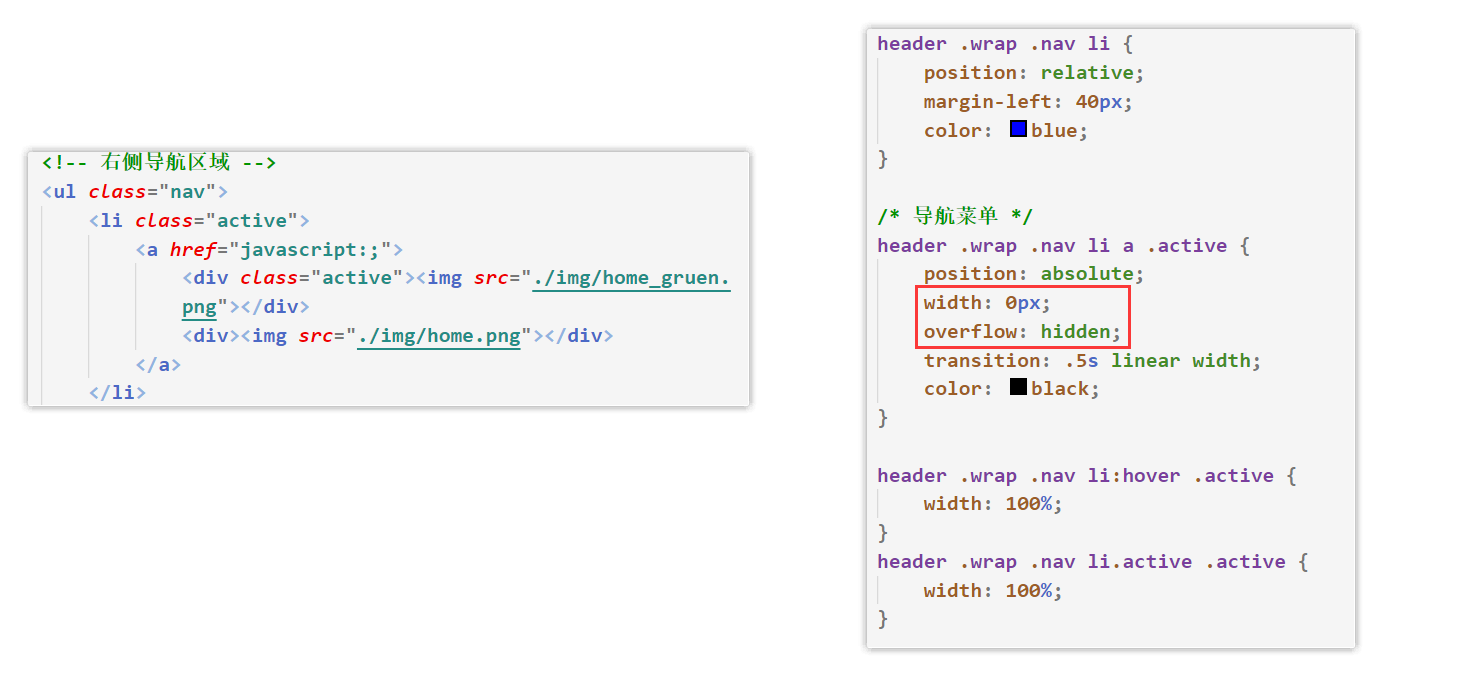 <!-- 右侧导航区域 -->
<ul class="nav">
<li class="active">
<a href="javascript:;">
<div class="active"><img src="./img/home_gruen.
png"></div>
<div><img src="./img/home.png"></div>
</a>
</li>
header .wrap .nav li {
position: relative;
margin-left: 40px;
color: blue;
}
/* 导航菜单 */
header .wrap .nav li a .active {
position: absolute;
width: 0px;
overflow: hidden;
transition: .5s linear width;
color: black;
}
header .wrap .nav li:hover .active {
width: 100%;
}
header .wrap .nav li.active .active {
width: 100%;
}